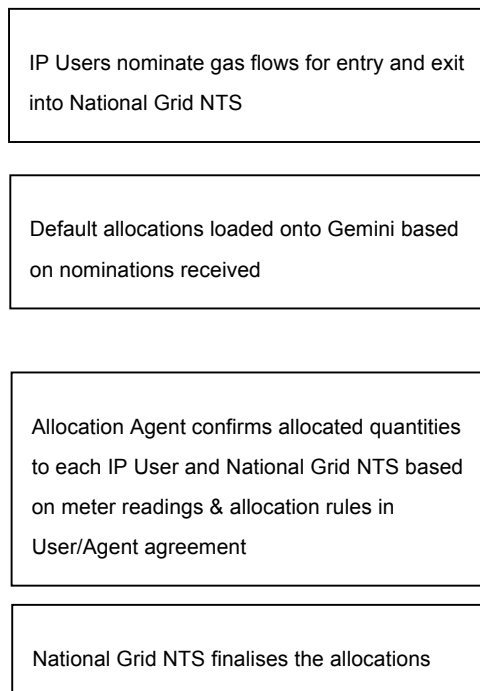 IP Users nominate gas flows for entry and exit
into National Grid NTS
Default allocations loaded onto Gemini based
on nominations received
Allocation Agent confirms allocated quantities
to each IP User and National Grid NTS based
on meter readings & allocation rules in
User/Agent agreement
National Grid NTS finalises the allocations